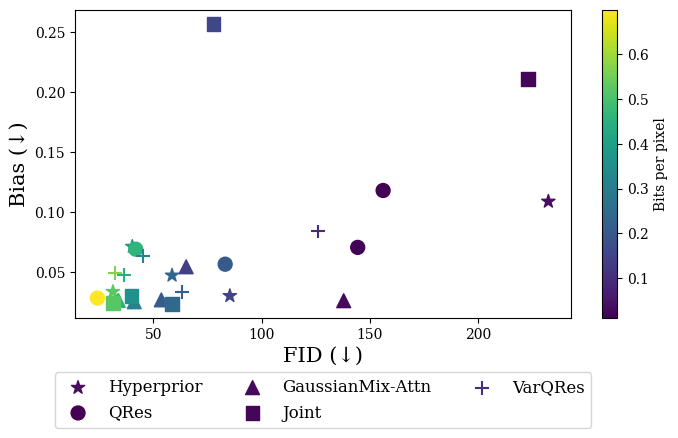 0.25
0.20
0.15
0.10
0.05
Bias (↓)
50
100
150
200
FID (↓)
0.6
0.5
0.4
0.3
0.2
0.1
Bits per pixel
Hyperprior
QRes
GaussianMix-Attn
Joint
VarQRes